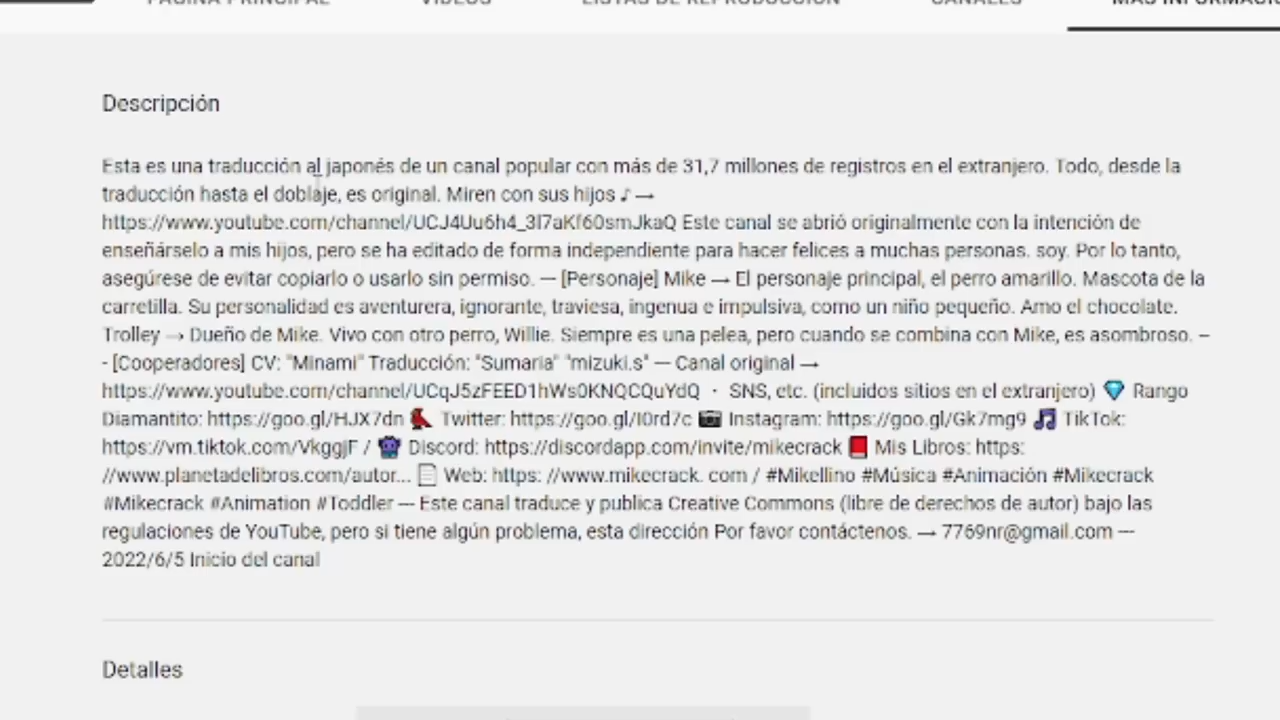 PÁGINA PRINCIPAL VÍDEOS LISTAS DE REPRODUCCIÓN CANALES MÁS INFORMACIÓ
Descripción
Esta es una traducción al japonés de un canal popular con más de 31,7 millones de registros en el extranjero. Todo, desde la
traducción hasta el doblaje, es original. Miren con sus hijos ♪ →
https://www.youtube.com/channel/UCJ4Uu6h4_3l7aKf60smJkaQ Este canal se abrió originalmente con la intención de
enseñárselo a mis hijos, pero se ha editado de forma independiente para hacer felices a muchas personas. soy. Por lo tanto,
asegúrese de evitar copiarlo o usarlo sin permiso. — [Personaje] Mike → El personaje principal, el perro amarillo. Mascota de la
carretilla. Su personalidad es aventurera, ignorante, traviesa, ingenua e impulsiva, como un niño pequeño. Amo el chocolate.
Trolley → Dueño de Mike. Vivo con otro perro, Willie. Siempre es una pelea, pero cuando se combina con Mike, es asombroso. –
- [Cooperadores] CV: "Minami" Traducción: "Sumaria" "mizuki.s" — Canal original →
https://www.youtube.com/channel/UCqJ5zFEED1hWs0KNQCQuYdQ ・ SNS, etc. (incluidos sitios en el extranjero) 💎 Rango
Diamantito: https://goo.gl/HJX7dn 🐦 Twitter: https://goo.gl/I0rd7c 📷 Instagram: https://goo.gl/Gk7mg9 🎵 TikTok:
https://vm.tiktok.com/VkggjF / 👾 Discord: https://discordapp.com/invite/mikecrack 📕 Mis Libros: https:
//www.planetadelibros.com/autor... 📄 Web: https: //www.mikecrack. com / #Mikellino #Música #Animación #Mikecrack
#Mikecrack #Animation #Toddler — Este canal traduce y publica Creative Commons (libre de derechos de autor) bajo las
regulaciones de YouTube, pero si tiene algún problema, esta dirección Por favor contáctenos. → 7769nr@gmail.com —
2022/6/5 Inicio del canal
Detalles